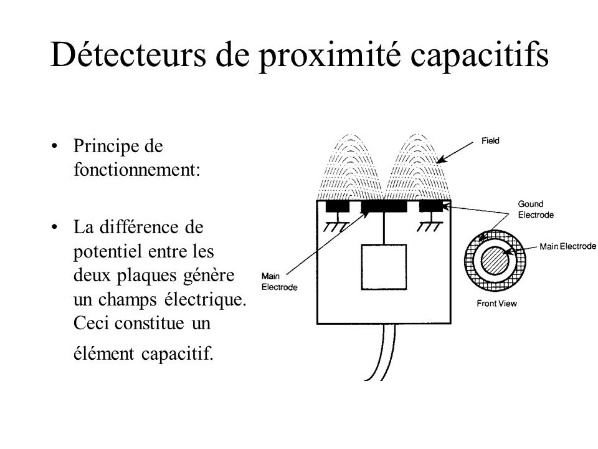 Détecteurs de proximité capacitifs
• Principe de
fonctionnement:
• La différence de
potentiel entre les
deux plaques génère
un champs électrique.
Ceci constitue un
élément capacitif.
Field
Gound
Electrode
Main Electrode
Main
Electrode
Front View